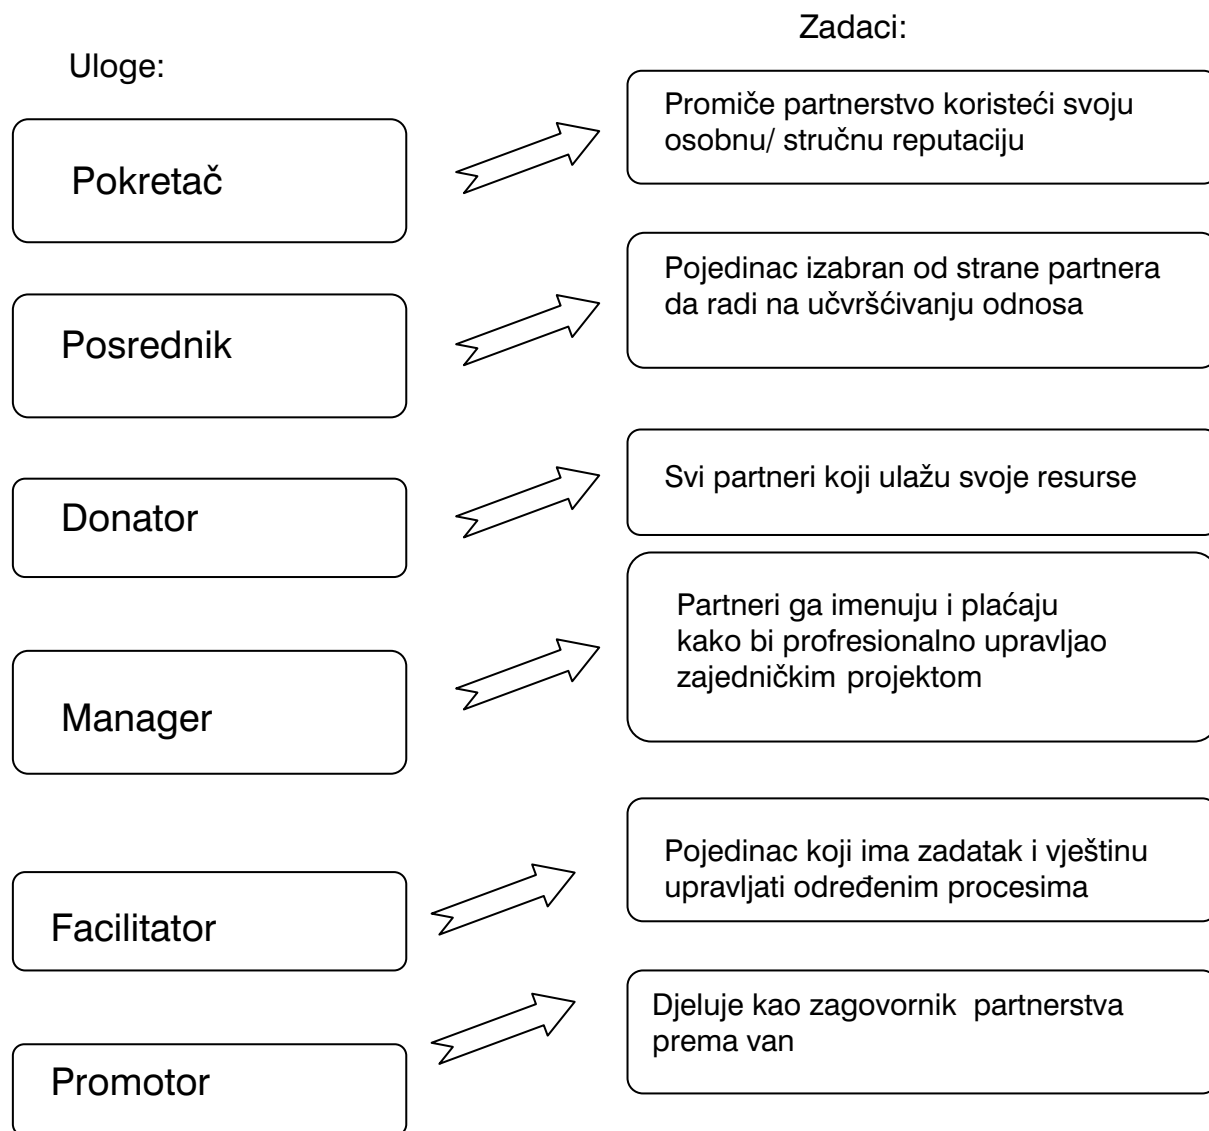 Zadaci:
Uloge:
Pokretač
Promiče partnerstvo koristeći svoju
osobnu/ stručnu reputaciju
Posrednik
Pojedinac izabran od strane partnera
da radi na učvršćivanju odnosa
Donator
Svi partneri koji ulažu svoje resurse
Manager
Partneri ga imenuju i plaćaju
kako bi profresionalno upravljao
zajedničkim projektom
Facilitator
Pojedinac koji ima zadatak i vještinu
upravljati određenim procesima
Promotor
Djeluje kao zagovornik partnerstva
prema van